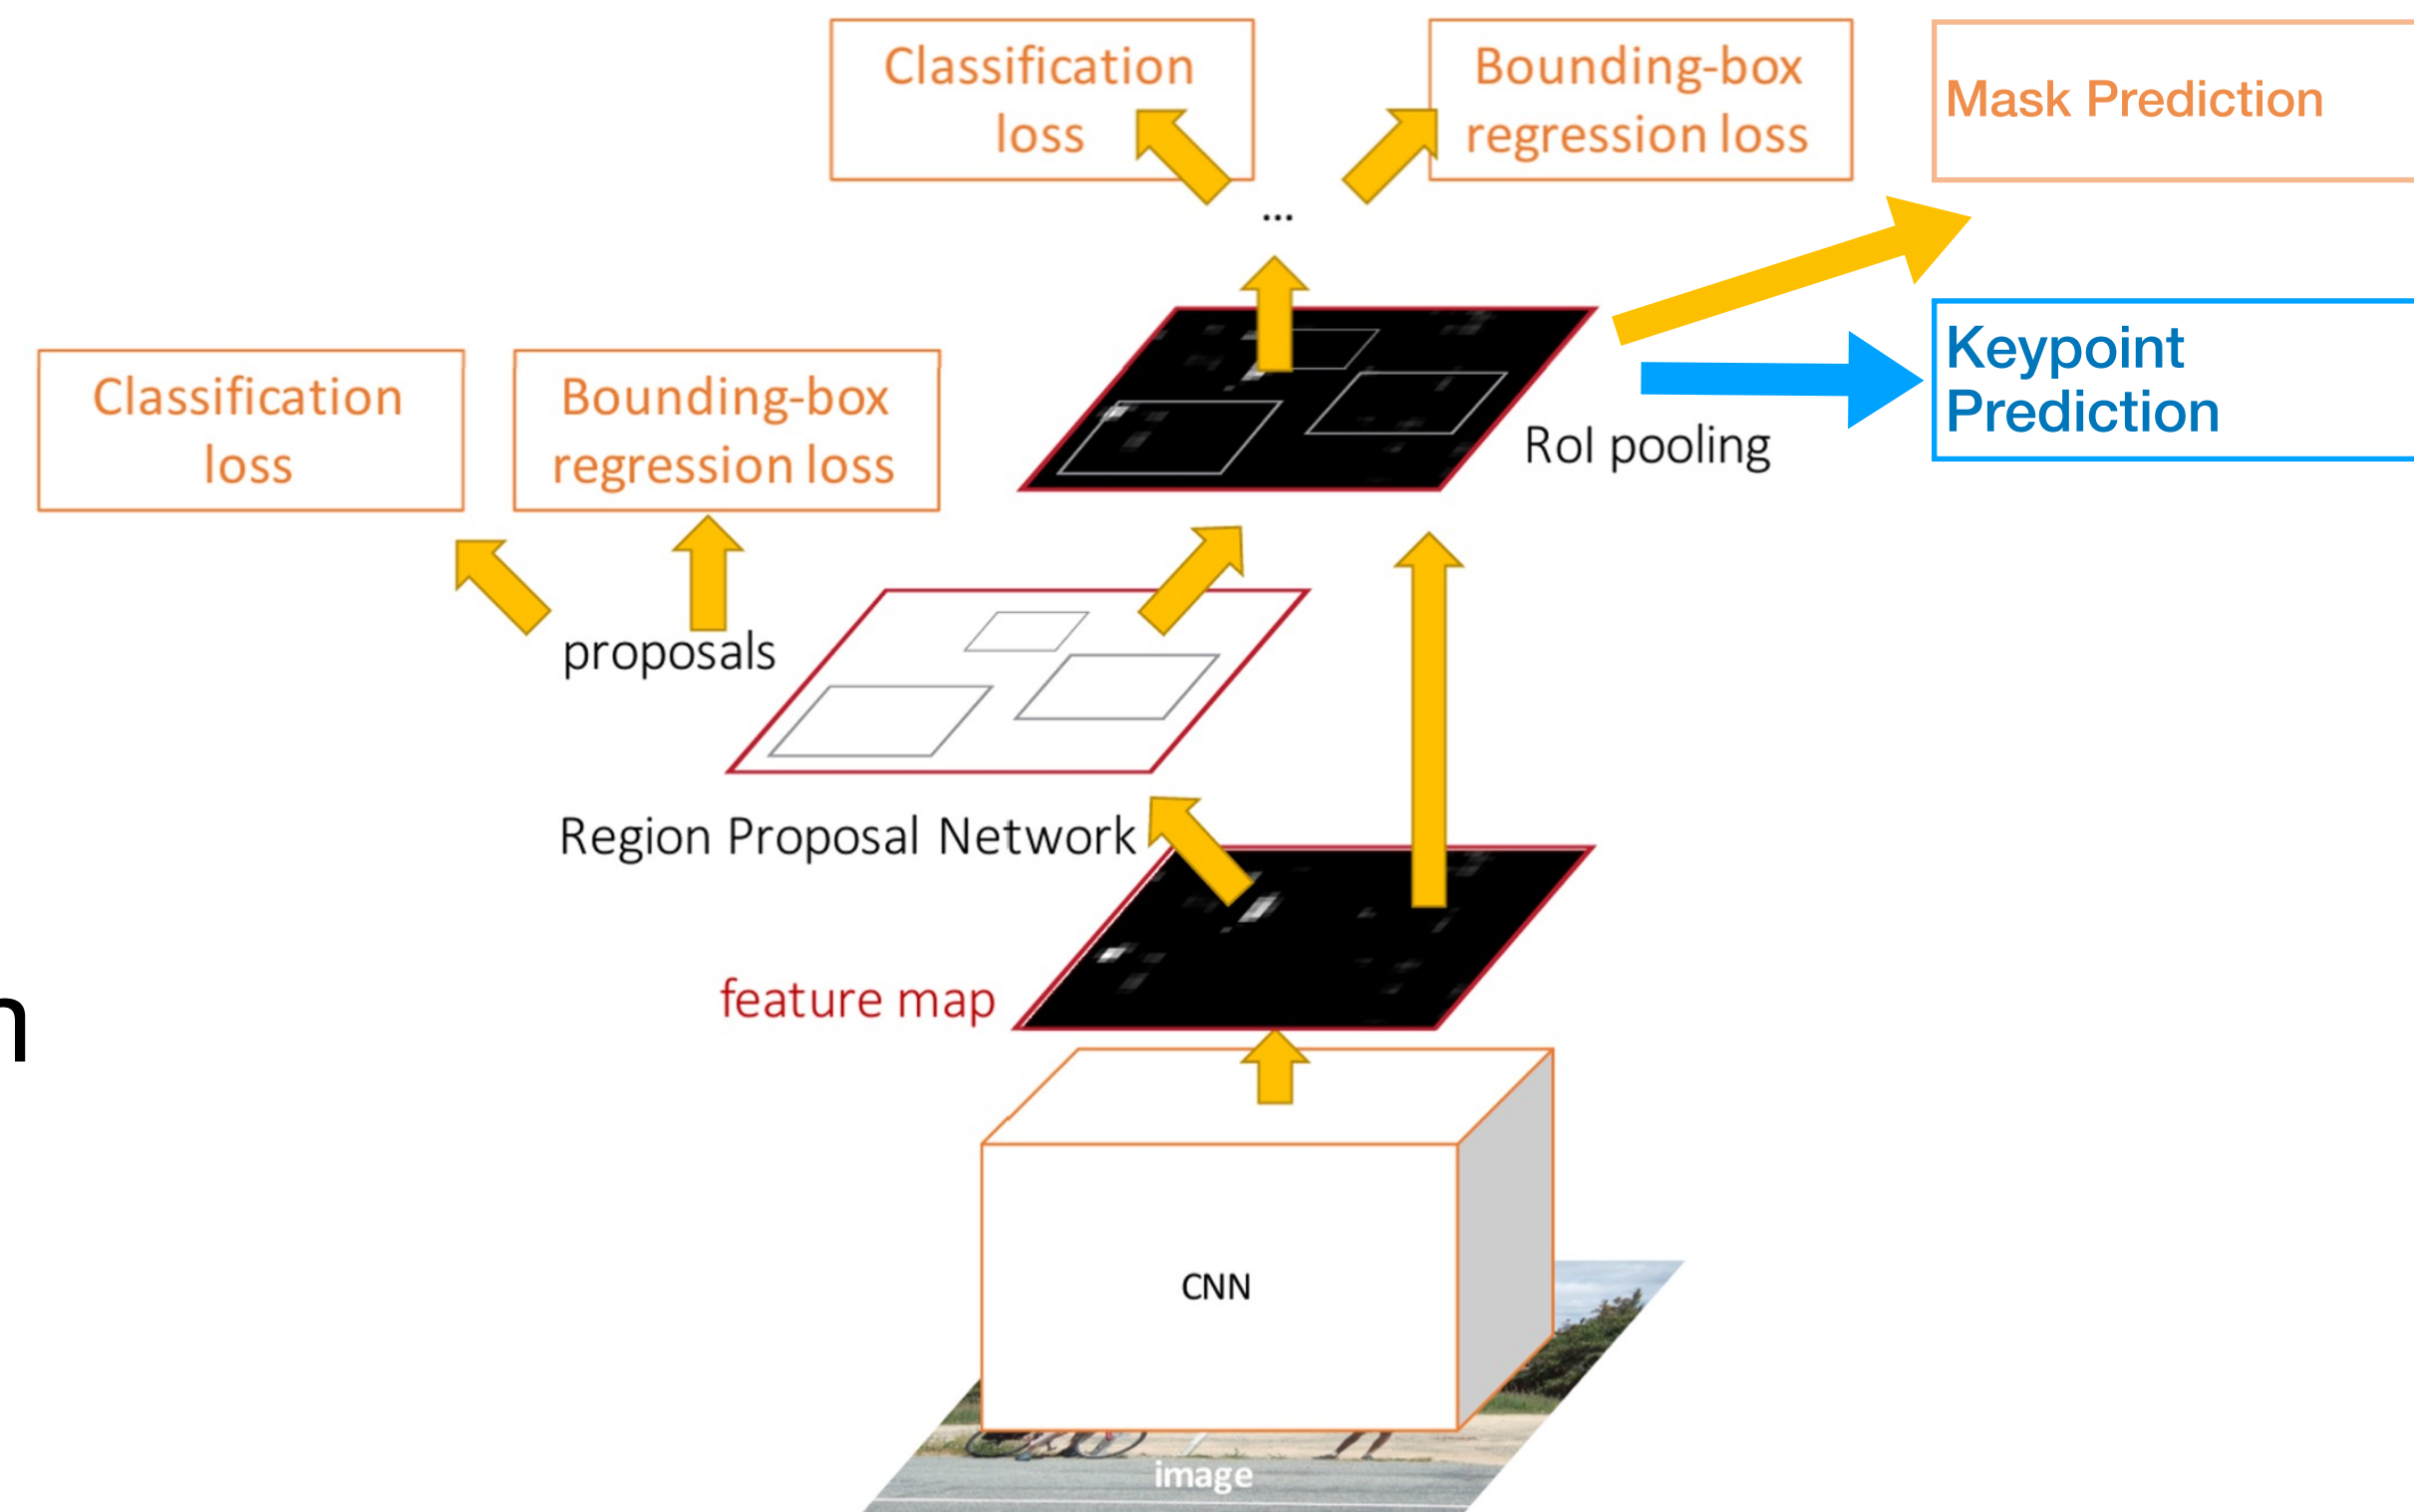 Classification
loss
Bounding-box
regression loss
Mask Prediction
...
Keypoint
Prediction
Classification
loss
Bounding-box
regression loss
RoI pooling
proposals
Region Proposal Network
feature map
n
CNN
image